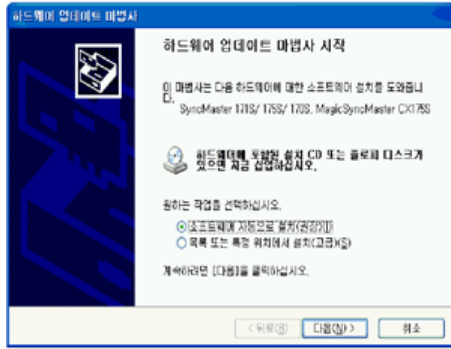 하드웨어 업데이트 마법사
하드웨어 업데이트 마법사 시작
이 마법사는 다음 하드웨어에 대한 소프트웨어 설치를 도와줍니
다.
SyncMaster 171S/ 175S/ 170S, MagicSyncMaster CX175S
하드웨어에 포함된 설치 CD 또는 플로피 디스크가
있으면 지금 삽입하십시오.
원하는 작업을 선택하십시오.
소프트웨어 자동으로 설치(권장)(I)
목록 또는 특정 위치에서 설치(고급)(S)
계속하려면 [다음]을 클릭하십시오.
< 뒤로(B) 다음(N) > 취소